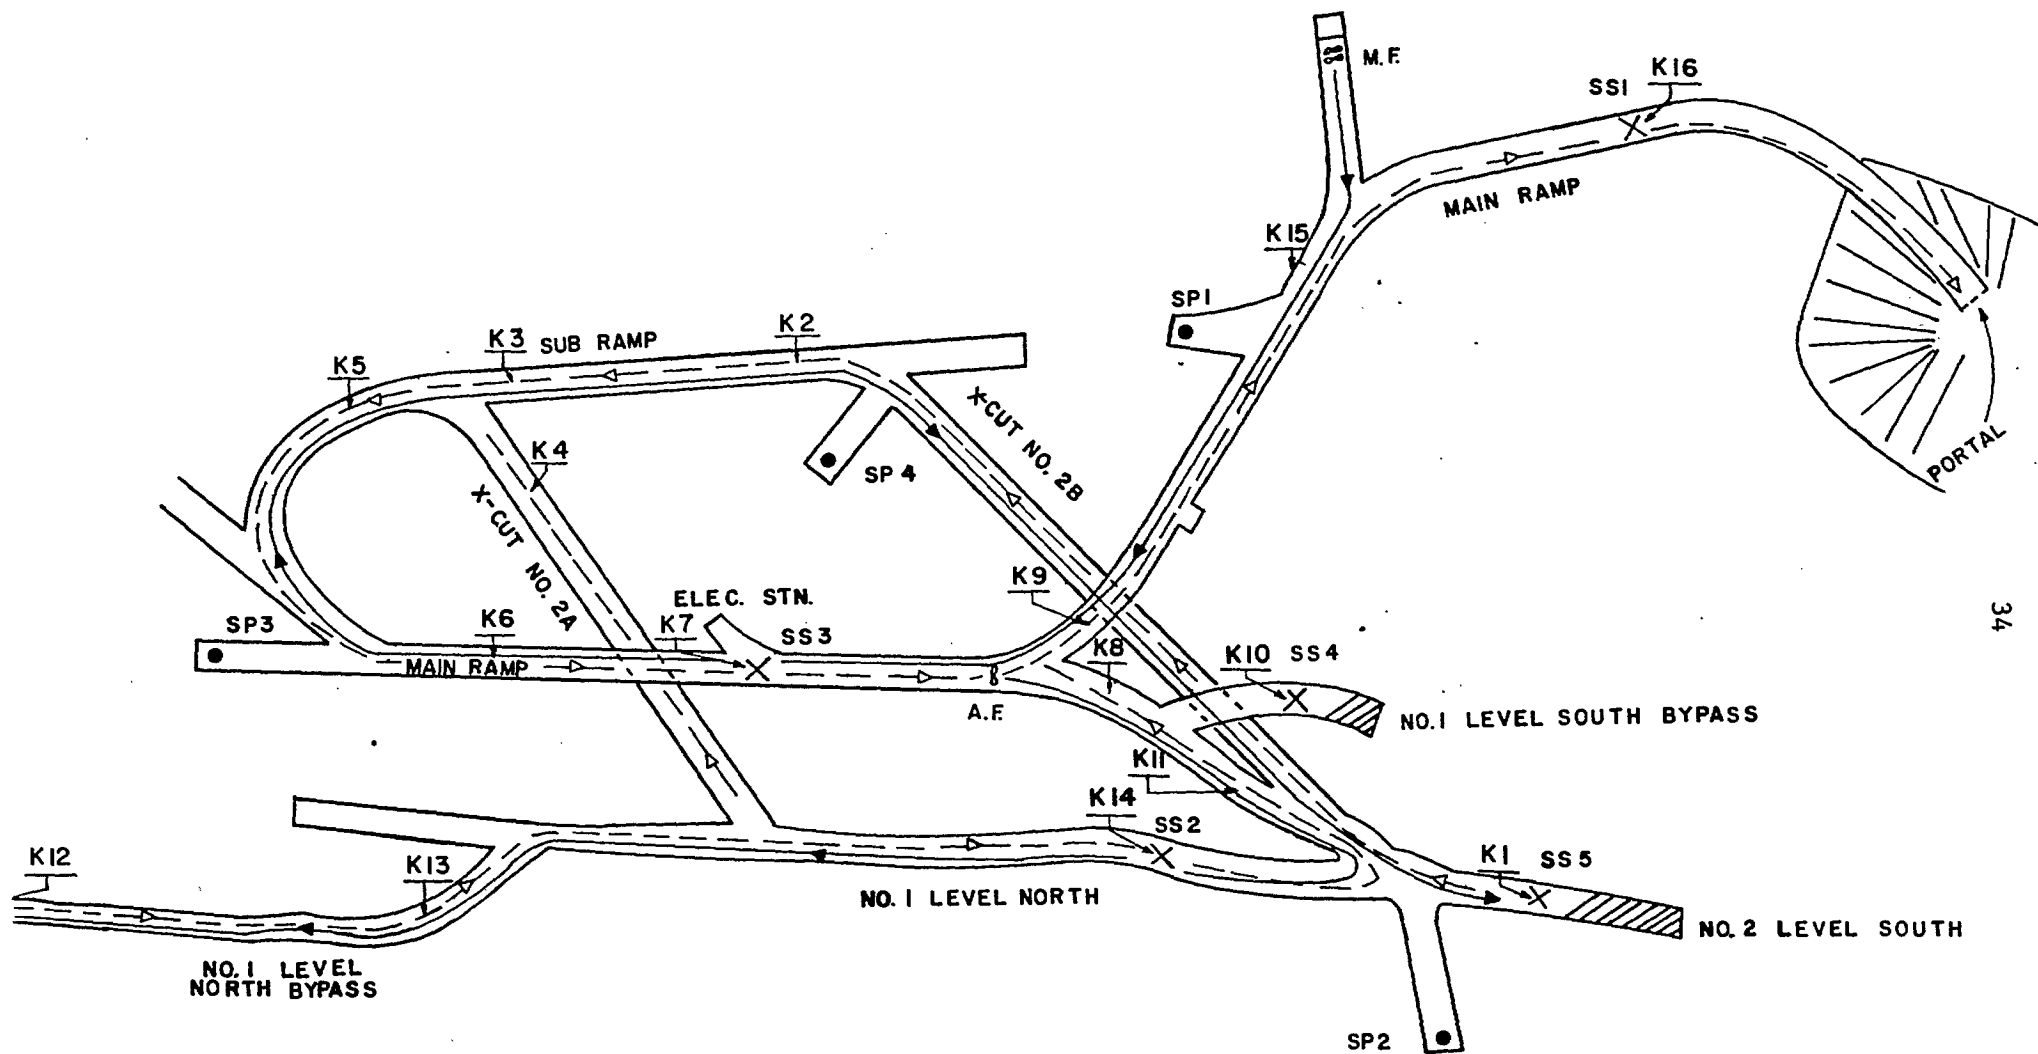 M.F.
SS1
K16
MAIN RAMP
K15
SP1
PORTAL
K5
K3
SUB RAMP
K2
X-CUT NO. 2B
SP4
K4
X-CUT NO. 2A
K9
ELEC. STN.
SP3
K6
K7
SS3
K8
K10
SS4
MAIN RAMP
A.F.
NO.1 LEVEL SOUTH BYPASS
K11
K14
SS2
K12
K13
K1
SS5
NO.1 LEVEL NORTH
NO.2 LEVEL SOUTH
NO.1 LEVEL
NORTH BYPASS
SP2
34